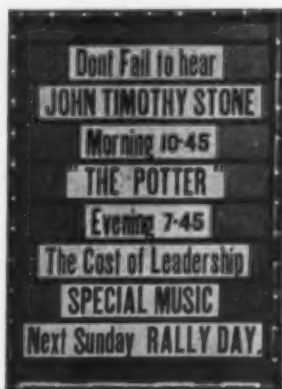 Dont Fail to hear
JOHN TIMOTHY STONE
Morning 10-45
"THE POTTER"
Evening 7-45
The Cost of Leadership
SPECIAL MUSIC
Next Sunday RALLY DAY.